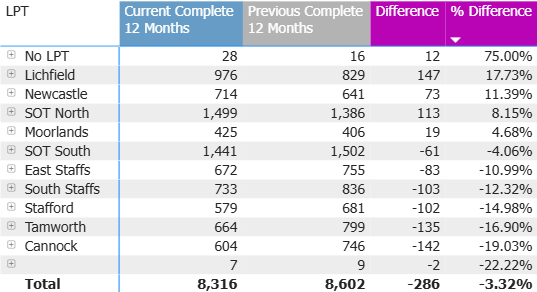 LPT Current Complete 12 Months Previous Complete 12 Months Difference % Difference
No LPT 28 16 12 75.00%
Lichfield 976 829 147 17.73%
Newcastle 714 641 73 11.39%
SOT North 1,499 1,386 113 8.15%
Moorlands 425 406 19 4.68%
SOT South 1,441 1,502 -61 -4.06%
East Staffs 672 755 -83 -10.99%
South Staffs 733 836 -103 -12.32%
Stafford 579 681 -102 -14.98%
Tamworth 664 799 -135 -16.90%
Cannock 604 746 -142 -19.03%
7 9 -2 -22.22%
Total 8,316 8,602 -286 -3.32%